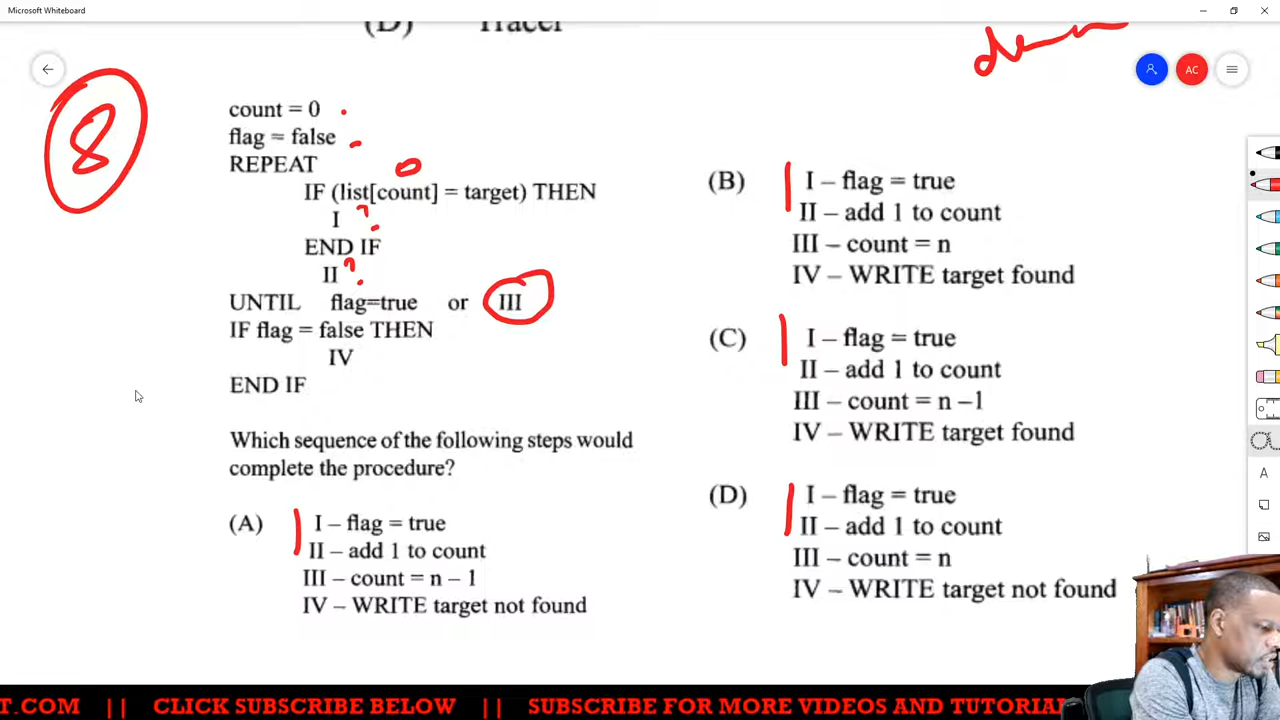 Microsoft Whiteboard
(D) Tracer
AC
8
count = 0
flag = false
REPEAT
0
IF (list[count] = target) THEN
I ?
END IF
II ?
UNTIL flag=true or III
IF flag = false THEN
IV
END IF
Which sequence of the following steps would
complete the procedure?
(A) I – flag = true
II – add 1 to count
III – count = n – 1
IV – WRITE target not found
(B) I – flag = true
II – add 1 to count
III – count = n
IV – WRITE target found
(C) I – flag = true
II – add 1 to count
III – count = n –1
IV – WRITE target found
(D) I – flag = true
II – add 1 to count
III – count = n
IV – WRITE target not found
A
T.COM || CLICK SUBSCRIBE BELOW || SUBSCRIBE FOR MORE VIDEOS AND TUTORIAL